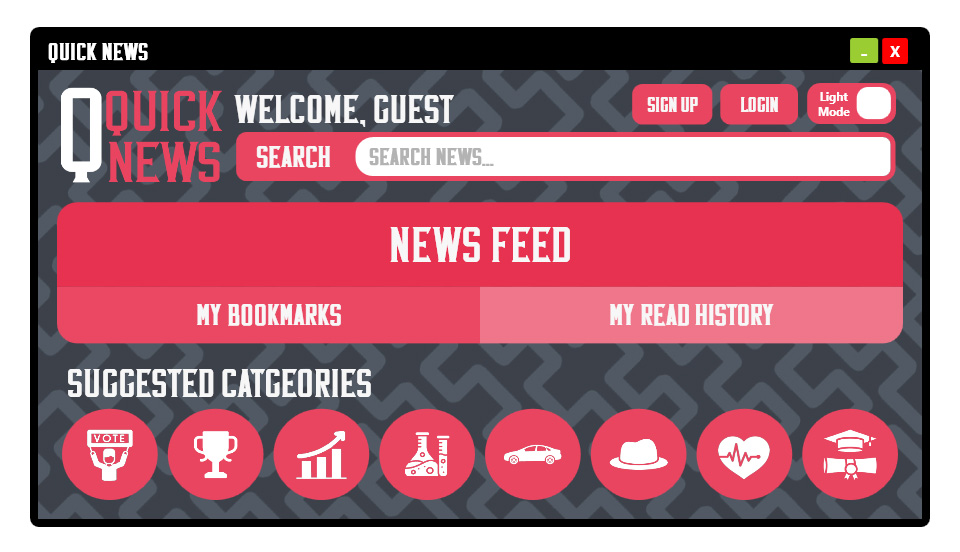 QUICK NEWS
_
X
Q
QUICK
NEWS
WELCOME, GUEST
SIGN UP
LOGIN
Light
Mode
SEARCH
SEARCH NEWS...
NEWS FEED
MY BOOKMARKS
MY READ HISTORY
SUGGESTED CATGEORIES
VOTE